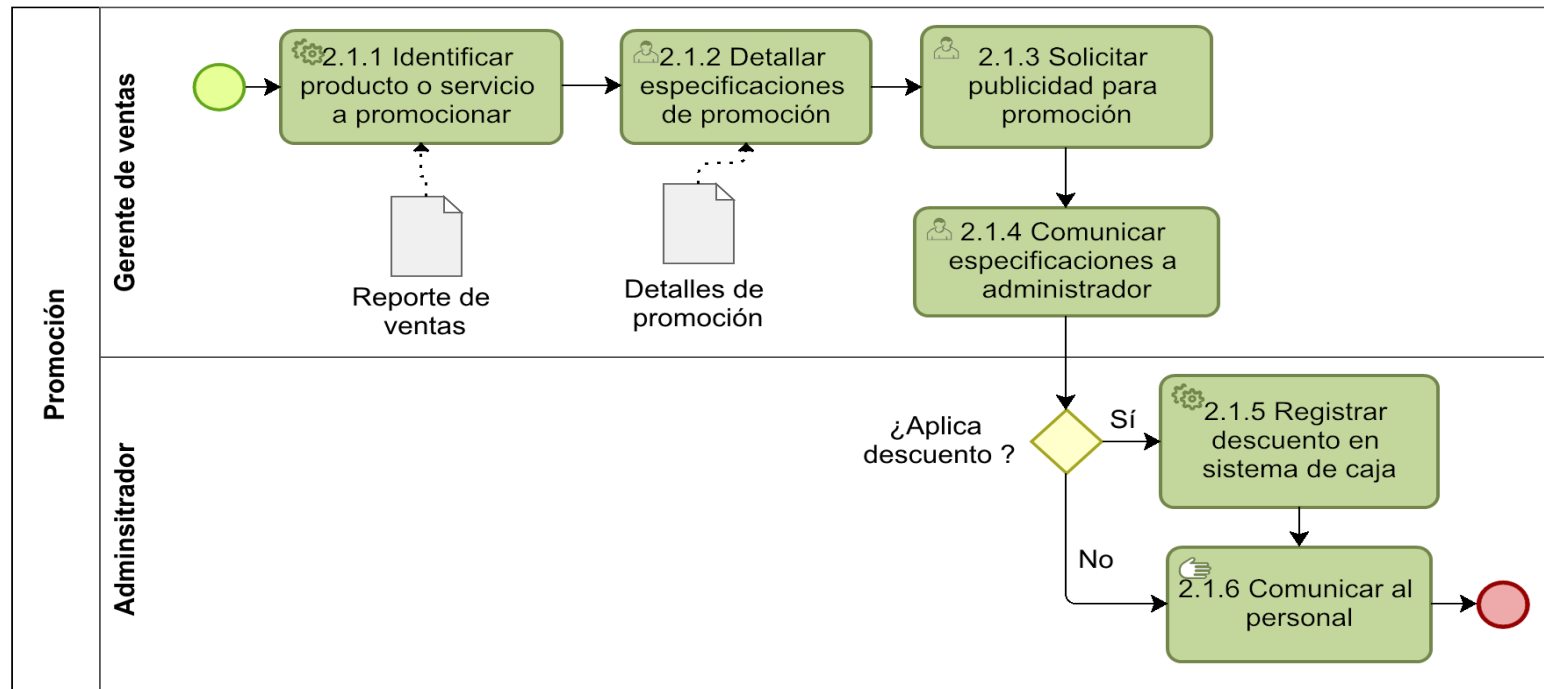 Promoción
Gerente de ventas
2.1.1 Identificar
producto o servicio
a promocionar
2.1.2 Detallar
especificaciones
de promoción
2.1.3 Solicitar
publicidad para
promoción
Reporte de
ventas
Detalles de
promoción
2.1.4 Comunicar
especificaciones a
administrador
Adminsitrador
¿Aplica
descuento ?
Sí
2.1.5 Registrar
descuento en
sistema de caja
No
2.1.6 Comunicar al
personal